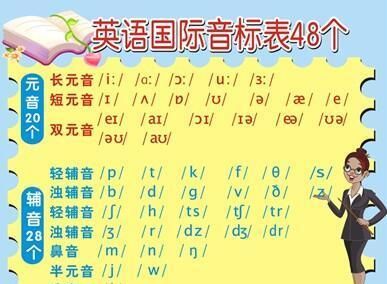 英语国际音标表48个
元音20个
长元音 /iː/ /ɑː/ /ɔː/ /uː/ /ɜː/
短元音 /ɪ/ /ʌ/ /ɒ/ /ʊ/ /ə/ /æ/ /e/
双元音 /eɪ/ /aɪ/ /ɔɪ/ /ɪə/ /eə/ /ʊə/
/əʊ/ /aʊ/
辅音28个
轻辅音 /p/ /t/ /k/ /f/ /θ/ /s/
浊辅音 /b/ /d/ /g/ /v/ /ð/ /z/
轻辅音 /ʃ/ /h/ /ts/ /tʃ/ /tr/
浊辅音 /ʒ/ /r/ /dz/ /dʒ/ /dr/
鼻音 /m/ /n/ /ŋ/
半元音 /j/ /w/